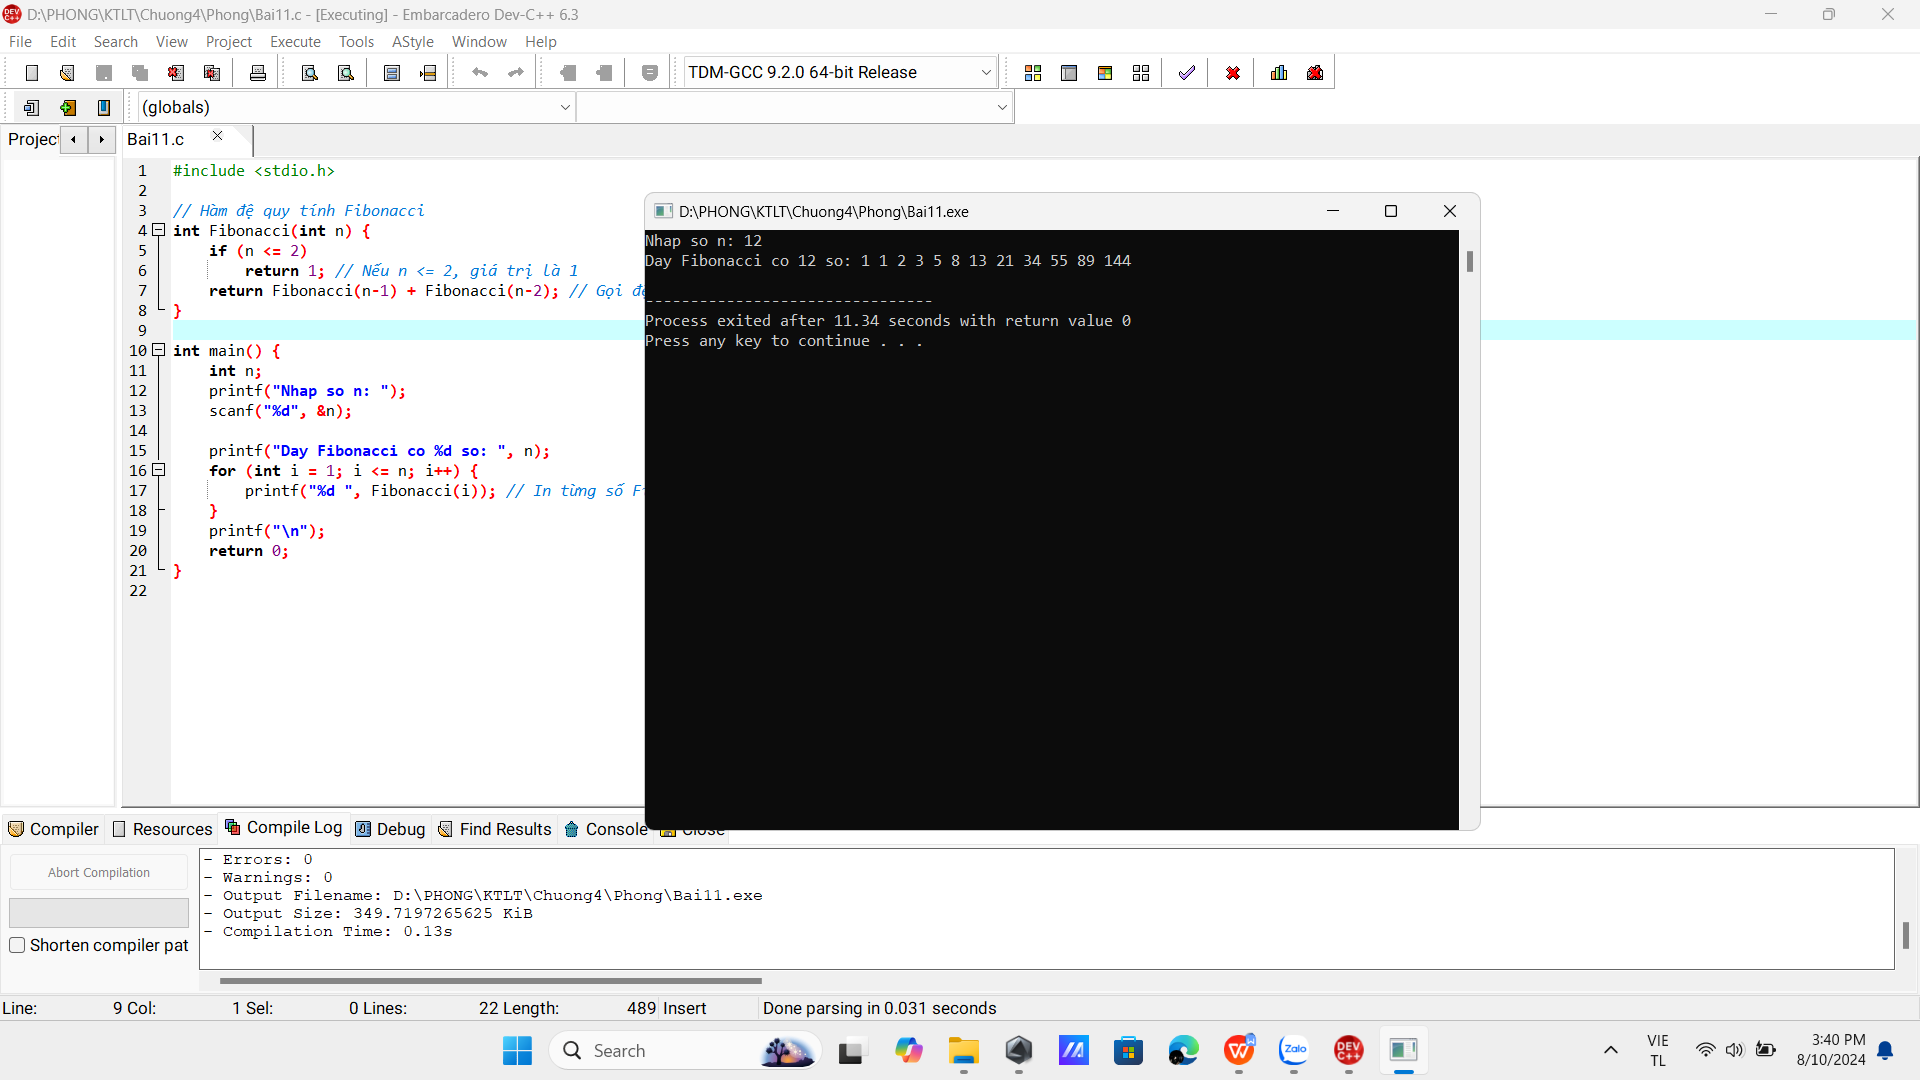 D:\PHONG\KTLT\Chuong4\Phong\Bai11.c - [Executing] - Embarcadero Dev-C++ 6.3
File Edit Search View Project Execute Tools AStyle Window Help
TDM-GCC 9.2.0 64-bit Release
(globals)
Projec
Bai11.c
1 #include <stdio.h>
2
3 // Hàm đệ quy tính Fibonacci
4 int Fibonacci(int n) {
5 if (n <= 2)
6 return 1; // Nếu n <= 2, giá trị là 1
7 return Fibonacci(n-1) + Fibonacci(n-2); // Gọi đệ
8 }
9
10 int main() {
11 int n;
12 printf("Nhap so n: ");
13 scanf("%d", &n);
14
15 printf("Day Fibonacci co %d so: ", n);
16 for (int i = 1; i <= n; i++) {
17 printf("%d ", Fibonacci(i)); // In từng số F
18 }
19 printf("\n");
20 return 0;
21 }
22
D:\PHONG\KTLT\Chuong4\Phong\Bai11.exe
Nhap so n: 12
Day Fibonacci co 12 so: 1 1 2 3 5 8 13 21 34 55 89 144
--------------------------------
Process exited after 11.34 seconds with return value 0
Press any key to continue . . .
Compiler Resources Compile Log Debug Find Results Console Close
Abort Compilation
Shorten compiler pat
- Errors: 0
- Warnings: 0
- Output Filename: D:\PHONG\KTLT\Chuong4\Phong\Bai11.exe
- Output Size: 349.7197265625 KiB
- Compilation Time: 0.13s
Line: 9 Col: 1 Sel: 0 Lines: 22 Length: 489 Insert Done parsing in 0.031 seconds
Search
Zalo
DEV C++
VIE
TL
3:40 PM
8/10/2024